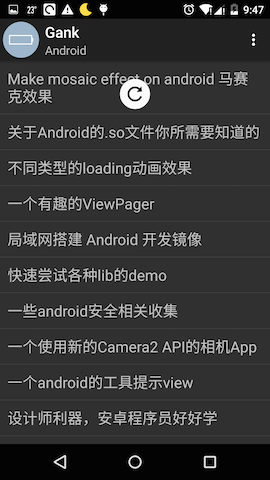 23°
9:47
Gank
Android
Make mosaic effect on android 马赛
克效果
关于Android的.so文件你所需要知道的
不同类型的loading动画效果
一个有趣的ViewPager
局域网搭建 Android 开发镜像
快速尝试各种lib的demo
一些android安全相关收集
一个使用新的Camera2 API的相机App
一个android的工具提示view
设计师利器，安卓程序员好好学